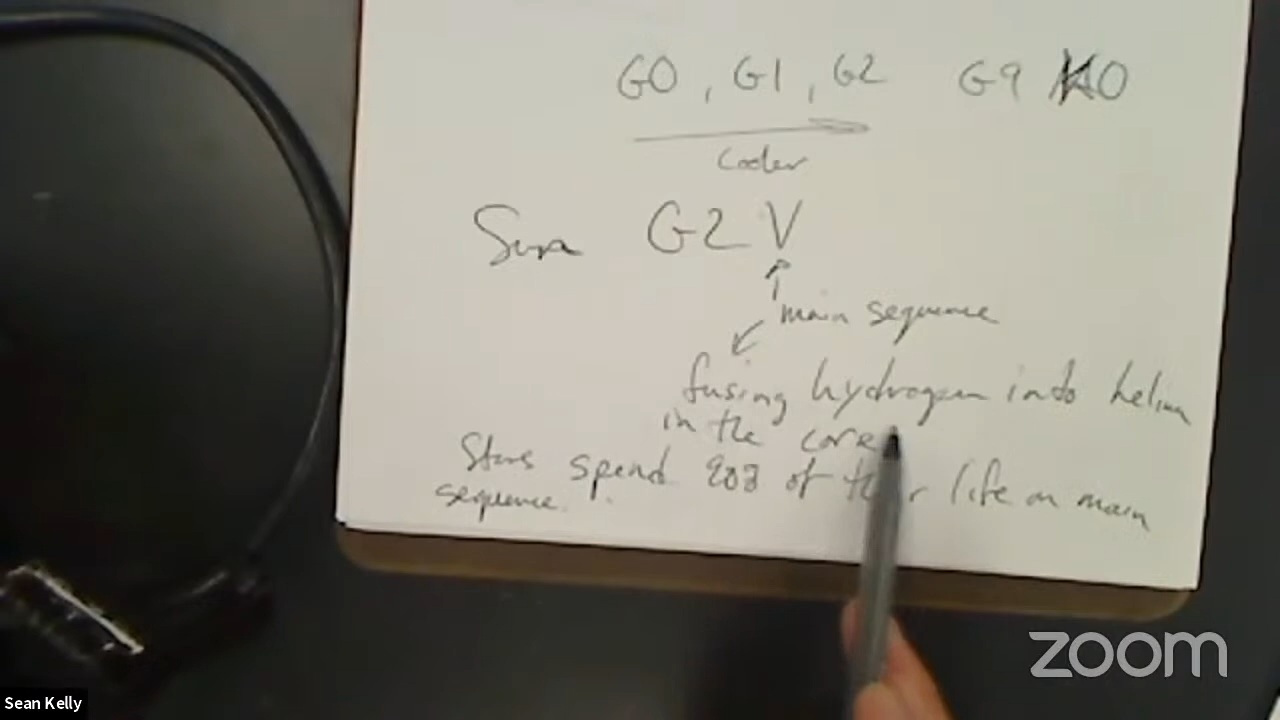 G0, G1, G2 G9 K0
Cooler
Sun G2 V
main sequence
fusing hydrogen into helium
in the core
Stars spend 90% of their life on main
sequence.
zoom
Sean Kelly